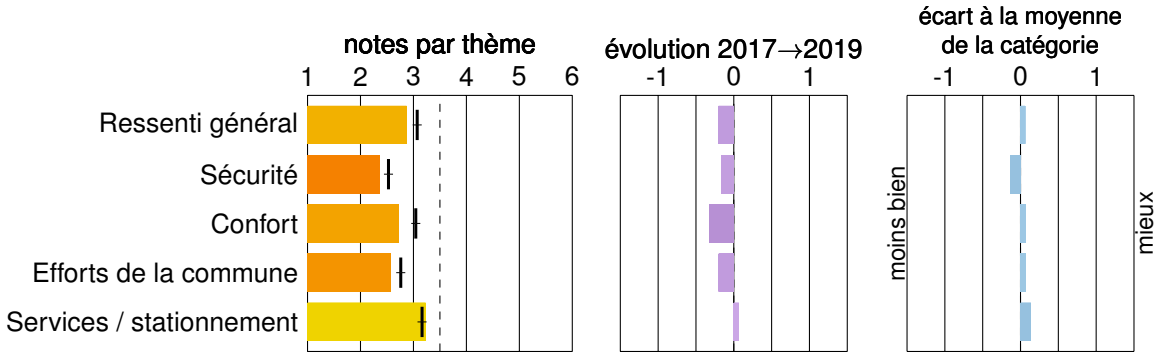 notes par thème
1 2 3 4 5 6
évolution 2017→2019
-1 0 1
écart à la moyenne
de la catégorie
-1 0 1
Ressenti général
Sécurité
Confort
Efforts de la commune
Services / stationnement
moins bien
mieux